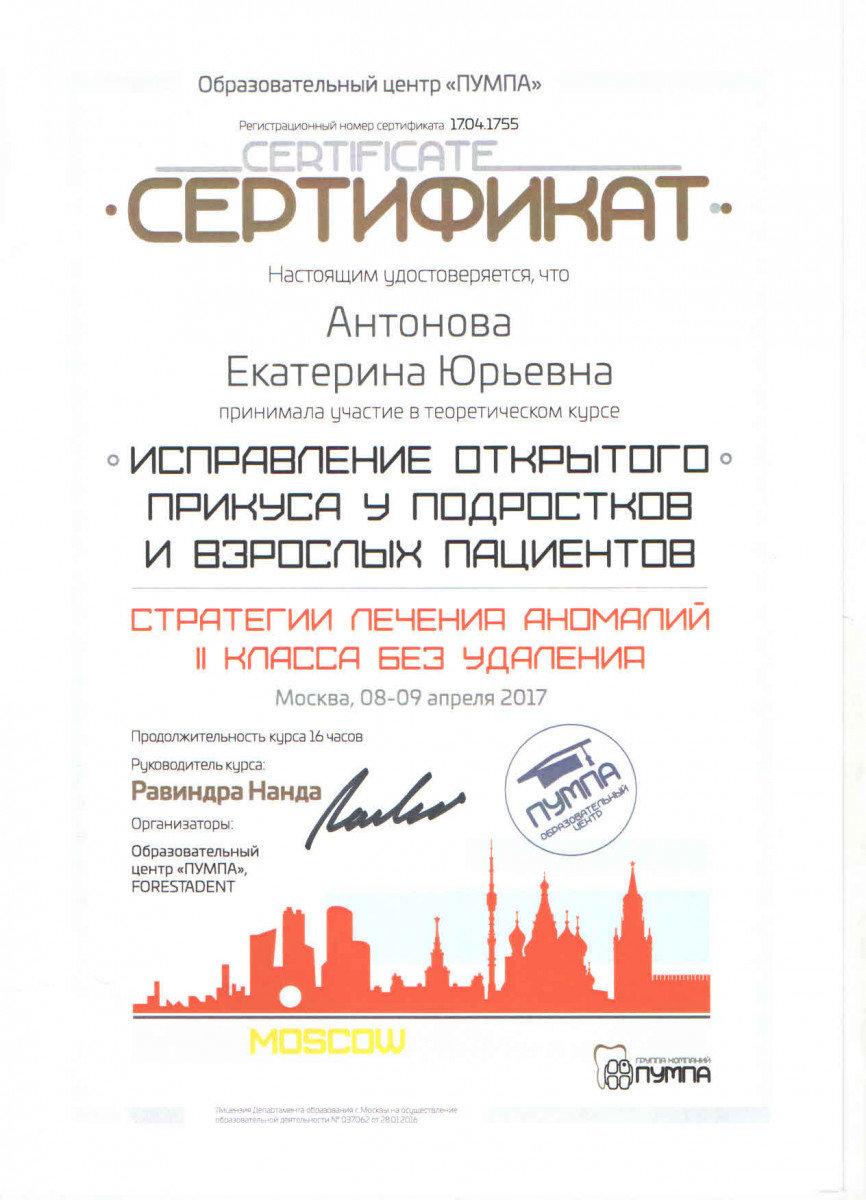 Образовательный центр «ПУМПА»
Регистрационный номер сертификата 17.04.1755
CERTIFICATE
СЕРТИФИКАТ
Настоящим удостоверяется, что
Антонова
Екатерина Юрьевна
принимала участие в теоретическом курсе
ИСПРАВЛЕНИЕ ОТКРЫТОГО
ПРИКУСА У ПОДРОСТКОВ
И ВЗРОСЛЫХ ПАЦИЕНТОВ
СТРАТЕГИИ ЛЕЧЕНИЯ АНОМАЛИЙ
II КЛАССА БЕЗ УДАЛЕНИЯ
Москва, 08-09 апреля 2017
Продолжительность курса 16 часов
Руководитель курса:
Равиндра Нанда
Организаторы:
Образовательный
центр «ПУМПА»,
FORESTADENT
ПУМПА
ОБРАЗОВАТЕЛЬНЫЙ
ЦЕНТР
MOSCOW
ГРУППА КОМПАНИЙ
ПУМПА
Лицензия Департамента образования г. Москвы на осуществление
образовательной деятельности № 037062 от 28.01.2016